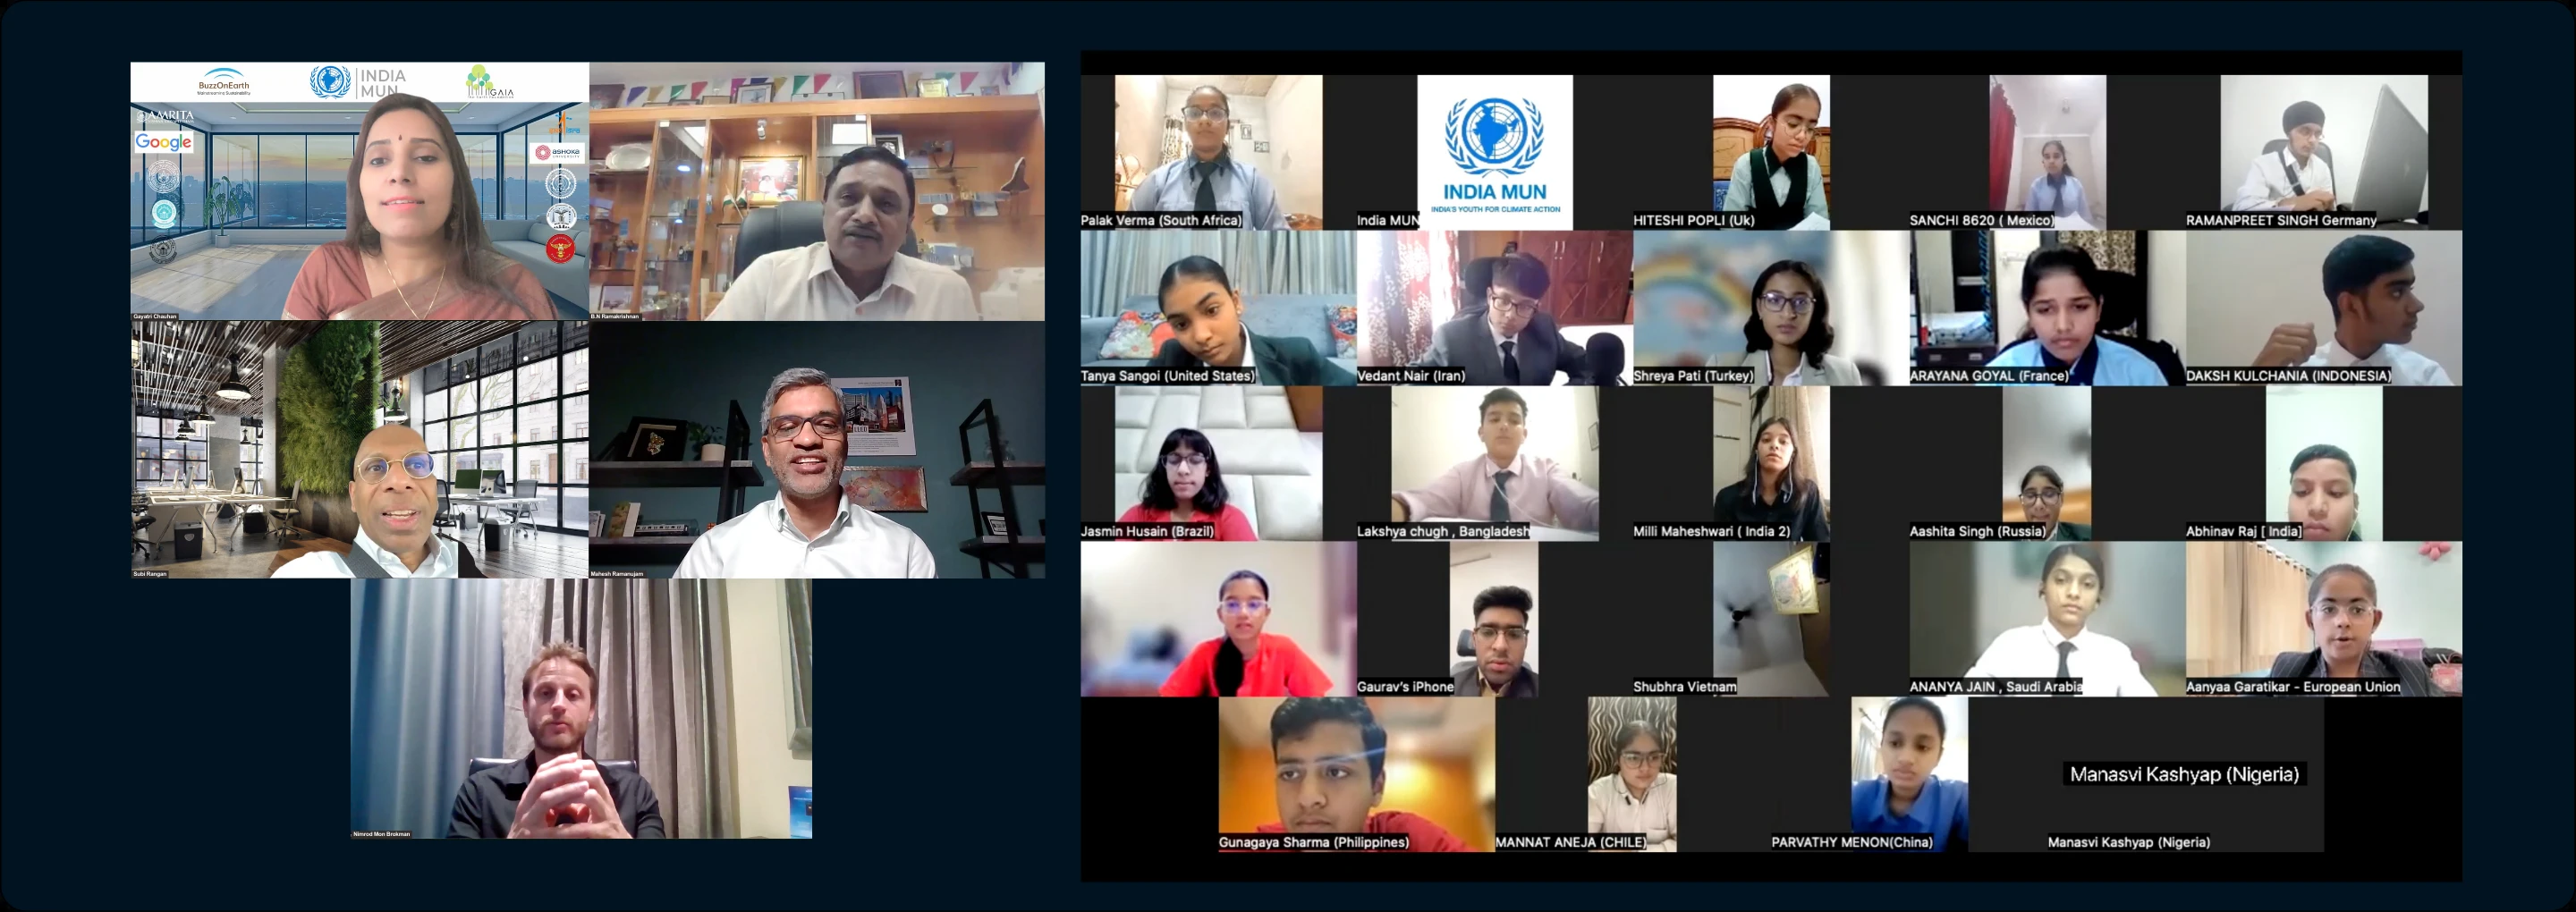 BuzzOnEarth
Mainstreaming Sustainability
INDIA
MUN
GAIA
AMRITA
Google
ASHOKA
UNIVERSITY
Gayatri Chauhan
B.N Ramakrishnan
Subi Rangan
Mahesh Ramanujam
Nimrod Mon Brokman
Palak Verma (South Africa)
India MUN
INDIA MUN
INDIA'S YOUTH FOR CLIMATE ACTION
HITESHI POPLI (Uk)
SANCHI 8620 ( Mexico)
RAMANPREET SINGH Germany
Tanya Sangoi (United States)
Vedant Nair (Iran)
Shreya Pati (Turkey)
ARAYANA GOYAL (France)
DAKSH KULCHANIA (INDONESIA)
Jasmin Husain (Brazil)
Lakshya chugh , Bangladesh
Milli Maheshwari ( India 2)
Aashita Singh (Russia)
Abhinav Raj [ India]
Gaurav's iPhone
Shubhra Vietnam
ANANYA JAIN , Saudi Arabia
Aanyaa Garatikar - European Union
Gunagaya Sharma (Philippines)
MANNAT ANEJA (CHILE)
PARVATHY MENON(China)
Manasvi Kashyap (Nigeria)
Manasvi Kashyap (Nigeria)